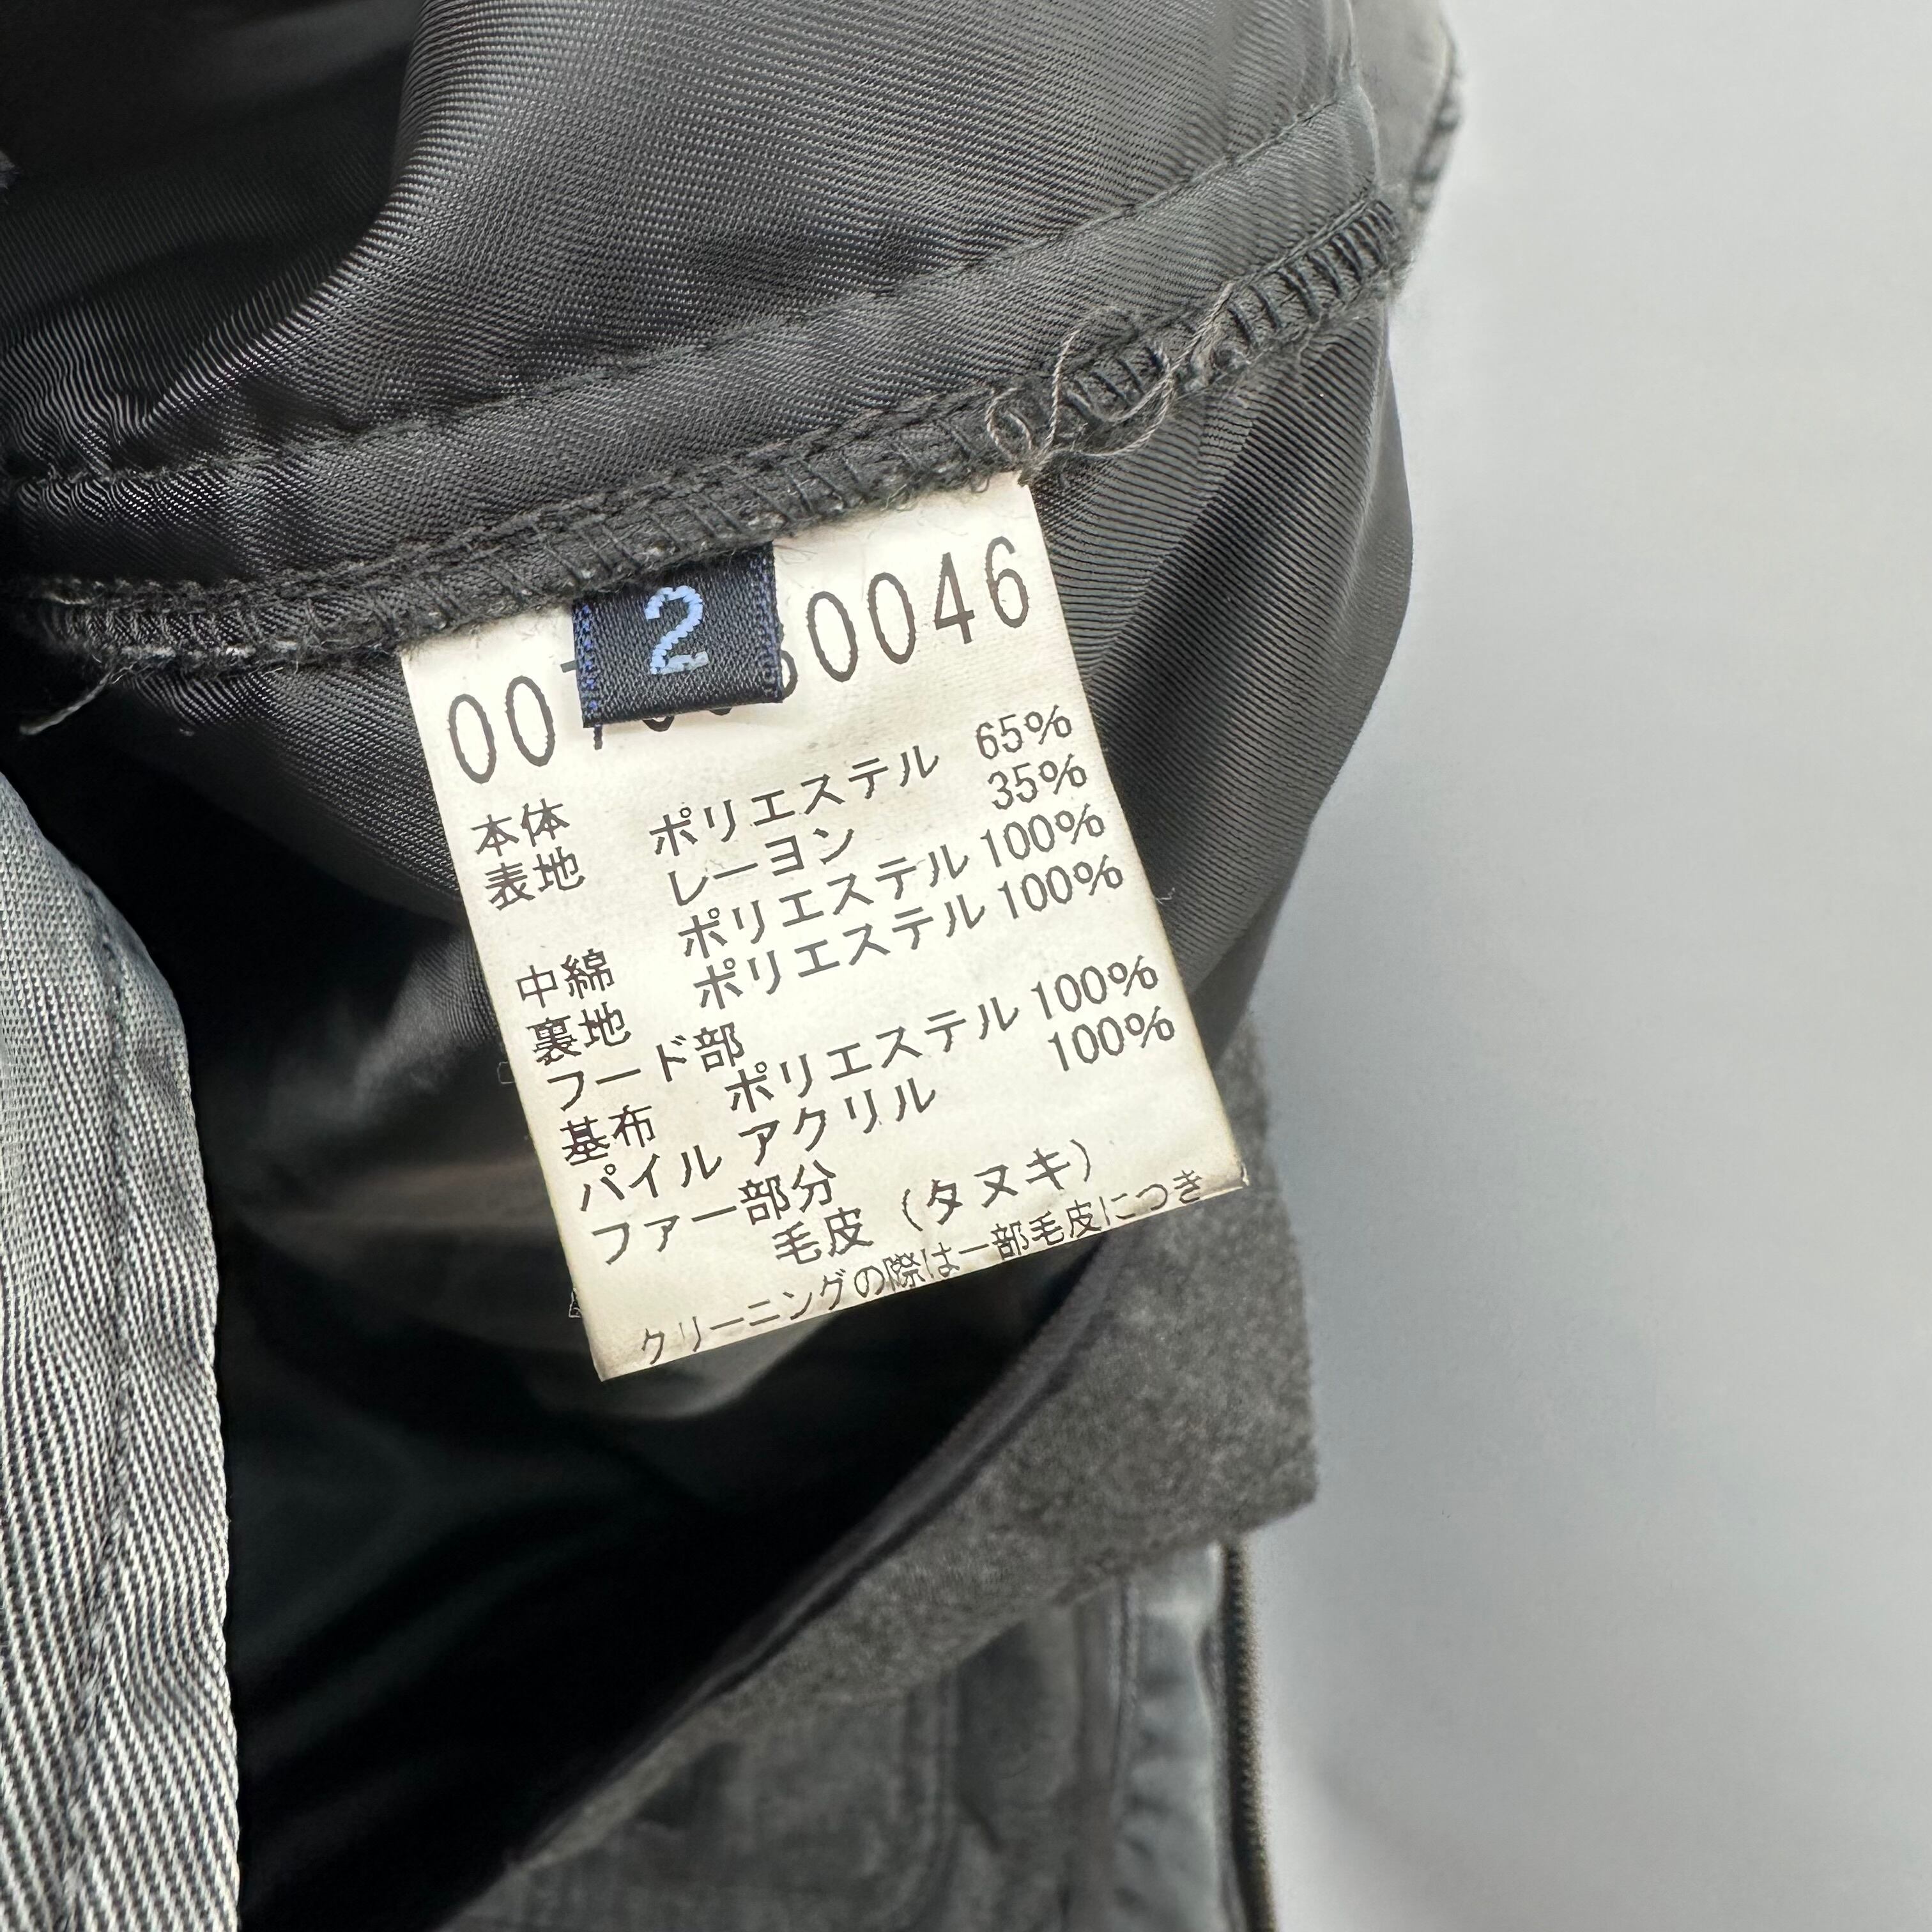 2
00 0046
本体 ポリエステル 65%
表地 レーヨン 35%
ポリエステル 100%
中綿 ポリエステル 100%
裏地
フード部
基布 ポリエステル 100%
パイル アクリル 100%
ファー部分
毛皮 (タヌキ)
クリーニングの際は一部毛皮につき